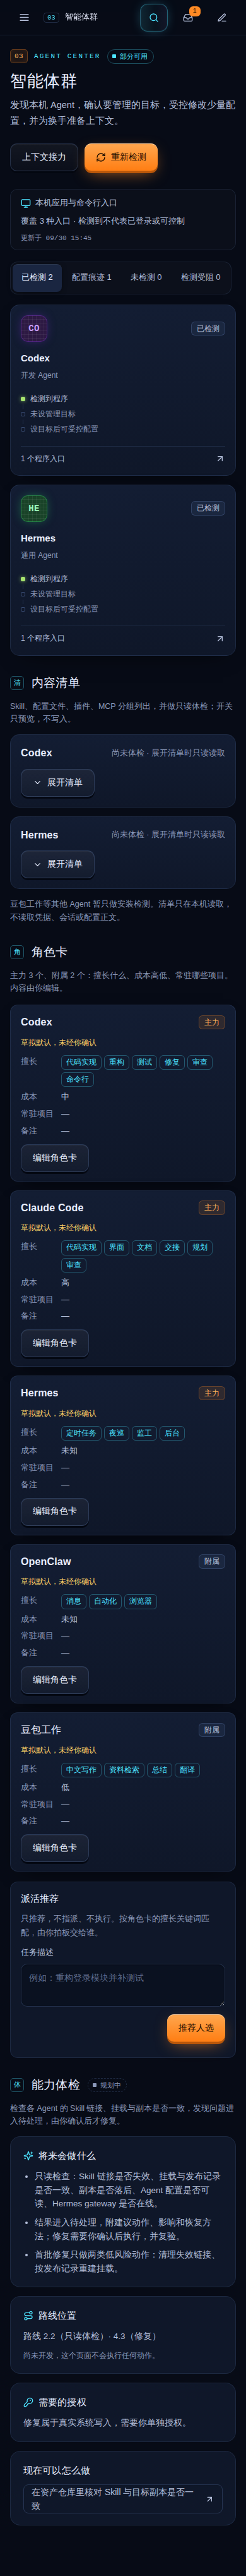 03 智能体群 1
03 AGENT CENTER 部分可用
智能体群
发现本机 Agent，确认要管理的目标，受控修改少量配
置，并为换手准备上下文。
上下文接力 重新检测
本机应用与命令行入口
覆盖 3 种入口 · 检测到不代表已登录或可控制
更新于 09/30 15:45
已检测 2 配置痕迹 1 未检测 0 检测受阻 0
CO 已检测
Codex
开发 Agent
检测到程序
未设管理目标
设目标后可受控配置
1 个程序入口
HE 已检测
Hermes
通用 Agent
检测到程序
未设管理目标
设目标后可受控配置
1 个程序入口
清 内容清单
Skill、配置文件、插件、MCP 分组列出，并做只读体检；开关
只预览，不写入。
Codex 尚未体检 · 展开清单时只读读取
展开清单
Hermes 尚未体检 · 展开清单时只读读取
展开清单
豆包工作等其他 Agent 暂只做安装检测。清单只在本机读取，
不读取凭据、会话或配置正文。
角 角色卡
主力 3 个、附属 2 个：擅长什么、成本高低、常驻哪些项目。
内容由你编辑。
Codex 主力
草拟默认，未经你确认
擅长 代码实现 重构 测试 修复 审查
命令行
成本 中
常驻项目 —
备注 —
编辑角色卡
Claude Code 主力
草拟默认，未经你确认
擅长 代码实现 界面 文档 交接 规划
审查
成本 高
常驻项目 —
备注 —
编辑角色卡
Hermes 主力
草拟默认，未经你确认
擅长 定时任务 夜巡 监工 后台
成本 未知
常驻项目 —
备注 —
编辑角色卡
OpenClaw 附属
草拟默认，未经你确认
擅长 消息 自动化 浏览器
成本 未知
常驻项目 —
备注 —
编辑角色卡
豆包工作 附属
草拟默认，未经你确认
擅长 中文写作 资料检索 总结 翻译
成本 低
常驻项目 —
备注 —
编辑角色卡
派活推荐
只推荐，不指派、不执行。按角色卡的擅长关键词匹
配，由你拍板交给谁。
任务描述
例如：重构登录模块并补测试
推荐人选
体 能力体检 规划中
检查各 Agent 的 Skill 链接、挂载与副本是否一致，发现问题进
入待处理，由你确认后才修复。
将来会做什么
只读检查：Skill 链接是否失效、挂载与发布记录
是否一致、副本是否落后、Agent 配置是否可
读、Hermes gateway 是否在线。
结果进入待处理，附建议动作、影响和恢复方
法；修复需要你确认后执行，并复验。
首批修复只做两类低风险动作：清理失效链接、
按发布记录重建挂载。
路线位置
路线 2.2（只读体检）· 4.3（修复）
尚未开发，这个页面不会执行任何动作。
需要的授权
修复属于真实系统写入，需要你单独授权。
现在可以怎么做
在资产仓库里核对 Skill 与目标副本是否一
致